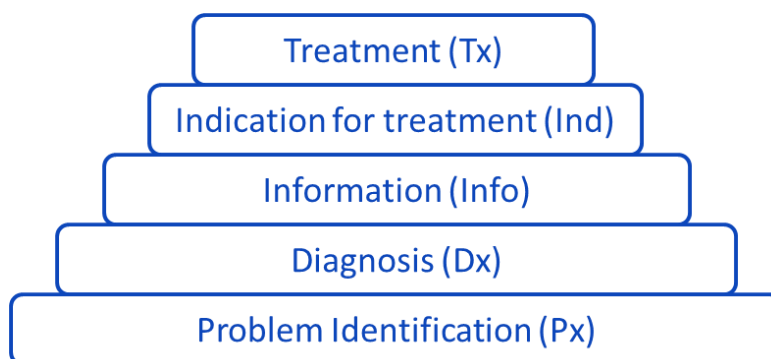 Treatment (Tx)
Indication for treatment (Ind)
Information (Info)
Diagnosis (Dx)
Problem Identification (Px)